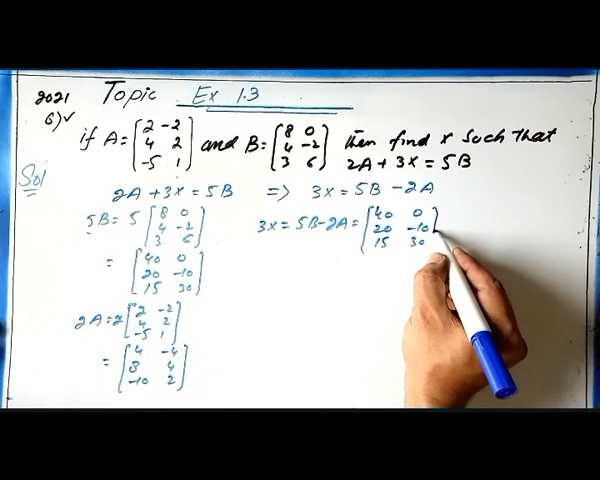 2021 Topic Ex 1.3
6)✓ if A = [2 -2 and B = [8 0 then find x such that
4 2 4 -2
-5 1] 3 6] 2A + 3x = 5B
Sol
2A + 3x = 5B => 3x = 5B - 2A
5B = 5 [8 0 3x = 5B - 2A = [40 0
4 -2 20 -10
3 6] 15 30]
= [40 0
20 -10
15 30]
2A = 2 [2 -2
4 2
-5 1]
= [4 -4
8 4
-10 2]